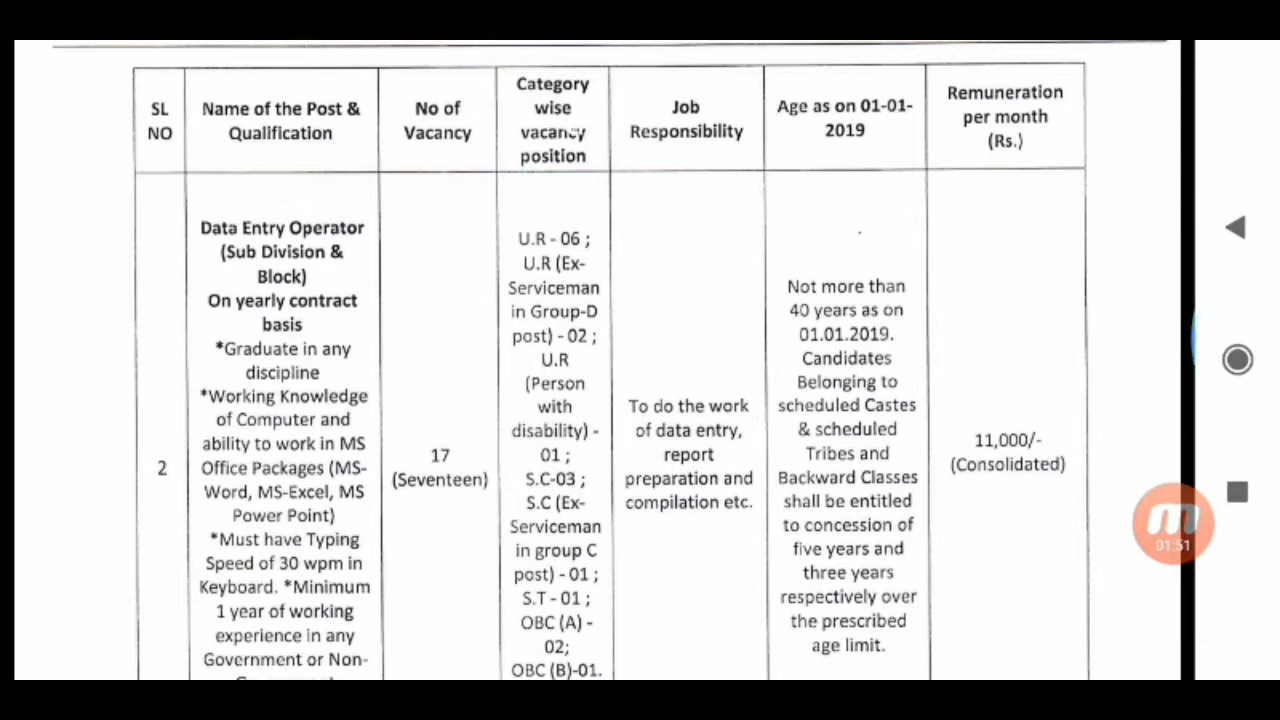 SL
NO
Name of the Post &
Qualification
No of
Vacancy
Category
wise
vacancy
position
Job
Responsibility
Age as on 01-01-
2019
Remuneration
per month
(Rs.)
2
Data Entry Operator
(Sub Division &
Block)
On yearly contract
basis
*Graduate in any
discipline
*Working Knowledge
of Computer and
ability to work in MS
Office Packages (MS-
Word, MS-Excel, MS
Power Point)
*Must have Typing
Speed of 30 wpm in
Keyboard. *Minimum
1 year of working
experience in any
Government or Non-
17
(Seventeen)
U.R - 06 ;
U.R (Ex-
Serviceman
in Group-D
post) - 02 ;
U.R
(Person
with
disability) -
01 ;
S.C-03 ;
S.C (Ex-
Serviceman
in group C
post) - 01 ;
S.T - 01 ;
OBC (A) -
02;
OBC (B)-01.
To do the work
of data entry,
report
preparation and
compilation etc.
Not more than
40 years as on
01.01.2019.
Candidates
Belonging to
scheduled Castes
& scheduled
Tribes and
Backward Classes
shall be entitled
to concession of
five years and
three years
respectively over
the prescribed
age limit.
11,000/-
(Consolidated)
01:51